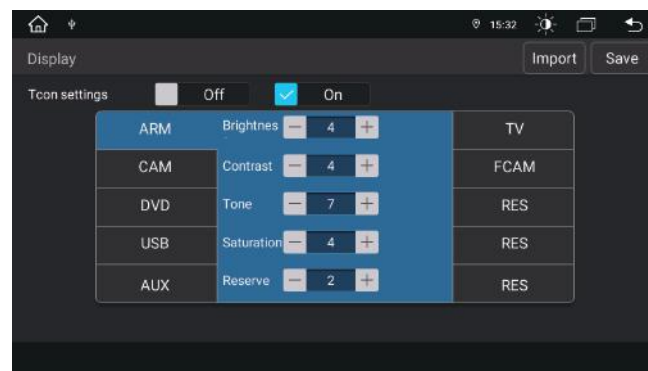 15:32
Display Import Save
Tcon settings Off On
ARM Brightnes 4 TV
CAM Contrast 4 FCAM
DVD Tone 7 RES
USB Saturation 4 RES
AUX Reserve 2 RES